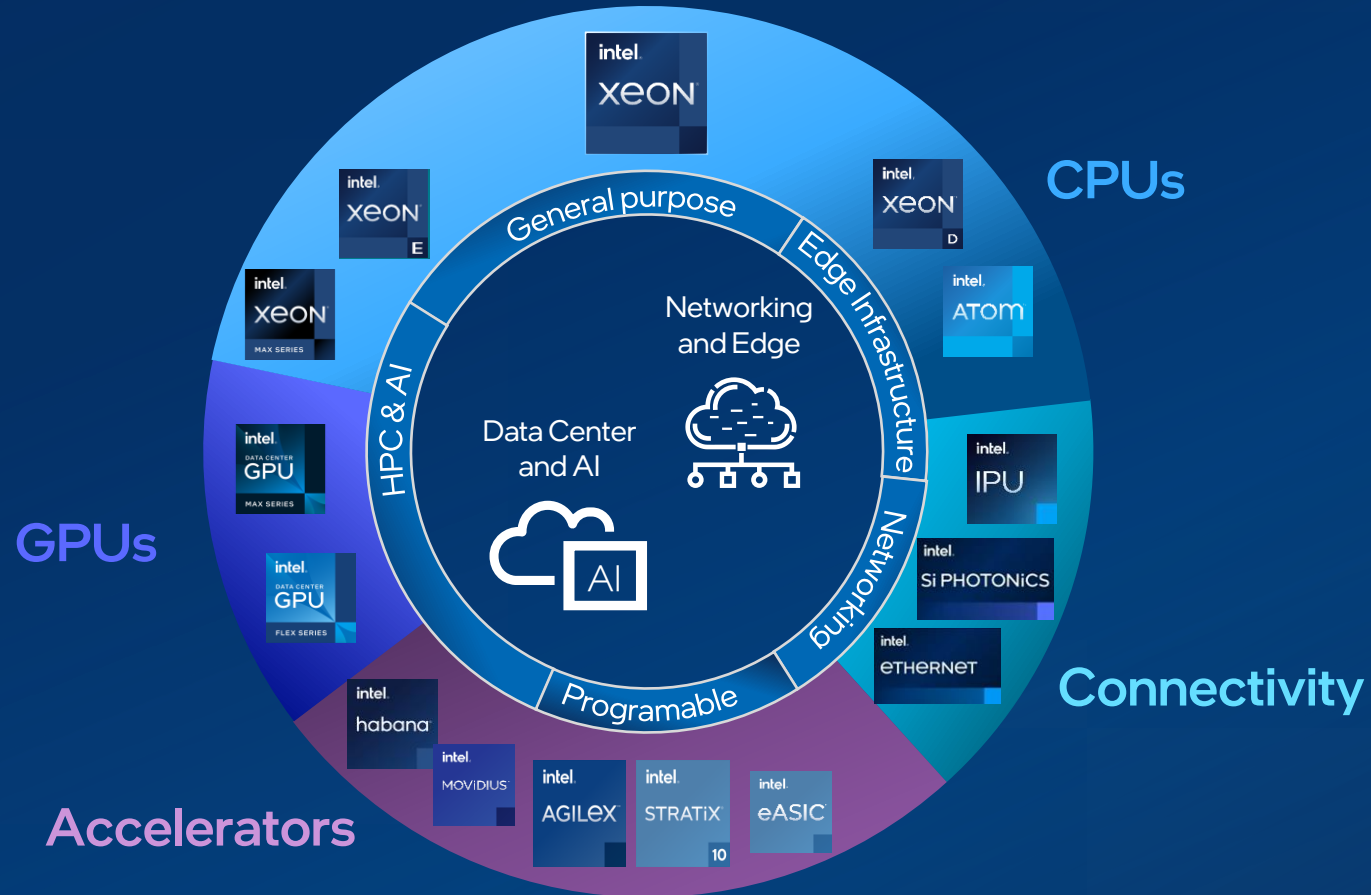 intel.
xeon
intel.
xeon
E
intel.
xeon
MAX SERIES
intel.
xeon
D
intel.
ATOM
CPUs
General purpose
Edge Infrastructure
HPC & AI
Networking
Programable
Networking
and Edge
Data Center
and AI
AI
intel.
DATA CENTER
GPU
MAX SERIES
intel.
DATA CENTER
GPU
FLEX SERIES
GPUs
intel.
IPU
intel.
Si PHOTONiCS
intel.
eTHERNeT
Connectivity
intel.
habana
intel.
MOViDiUS
intel.
AGiLeX™
intel.
STRATiX
10
intel.
eASIC
Accelerators